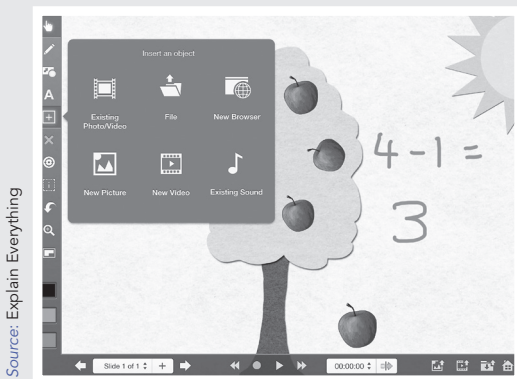 Insert an object
Existing
Photo/Video
File
New Browser
New Picture
New Video
Existing Sound
A
4-1 =
3
Slide 1 of 1
+
00:00:00
Source: Explain Everything